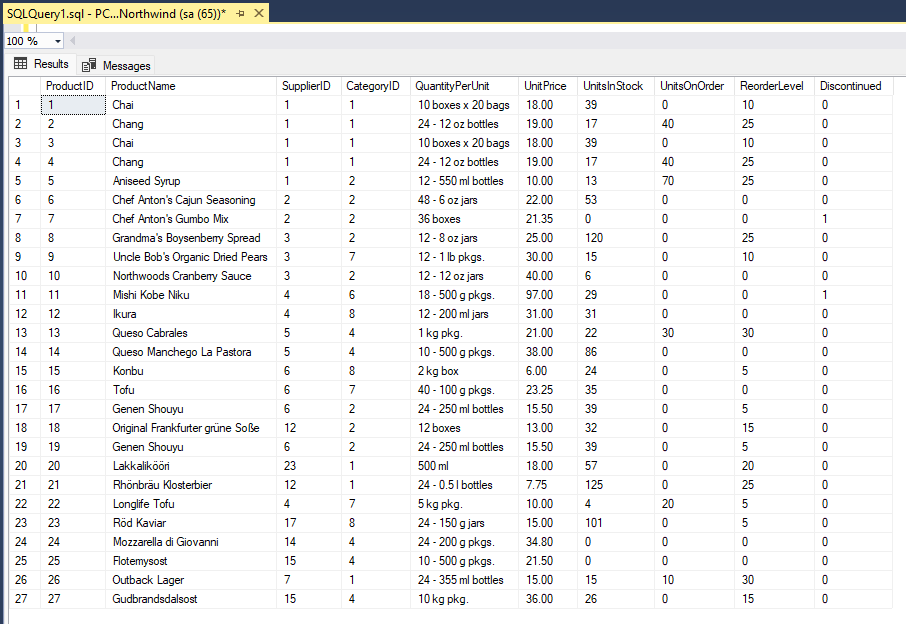 SQLQuery1.sql - PC...Northwind (sa (65))*
100 %
Results Messages
ProductID ProductName SupplierID CategoryID QuantityPerUnit UnitPrice UnitsInStock UnitsOnOrder ReorderLevel Discontinued
1 1 Chai 1 1 10 boxes x 20 bags 18.00 39 0 10 0
2 2 Chang 1 1 24 - 12 oz bottles 19.00 17 40 25 0
3 3 Chai 1 1 10 boxes x 20 bags 18.00 39 0 10 0
4 4 Chang 1 1 24 - 12 oz bottles 19.00 17 40 25 0
5 5 Aniseed Syrup 1 2 12 - 550 ml bottles 10.00 13 70 25 0
6 6 Chef Anton's Cajun Seasoning 2 2 48 - 6 oz jars 22.00 53 0 0 0
7 7 Chef Anton's Gumbo Mix 2 2 36 boxes 21.35 0 0 0 1
8 8 Grandma's Boysenberry Spread 3 2 12 - 8 oz jars 25.00 120 0 25 0
9 9 Uncle Bob's Organic Dried Pears 3 7 12 - 1 lb pkgs. 30.00 15 0 10 0
10 10 Northwoods Cranberry Sauce 3 2 12 - 12 oz jars 40.00 6 0 0 0
11 11 Mishi Kobe Niku 4 6 18 - 500 g pkgs. 97.00 29 0 0 1
12 12 Ikura 4 8 12 - 200 ml jars 31.00 31 0 0 0
13 13 Queso Cabrales 5 4 1 kg pkg. 21.00 22 30 30 0
14 14 Queso Manchego La Pastora 5 4 10 - 500 g pkgs. 38.00 86 0 0 0
15 15 Konbu 6 8 2 kg box 6.00 24 0 5 0
16 16 Tofu 6 7 40 - 100 g pkgs. 23.25 35 0 0 0
17 17 Genen Shouyu 6 2 24 - 250 ml bottles 15.50 39 0 5 0
18 18 Original Frankfurter grüne Soße 12 2 12 boxes 13.00 32 0 15 0
19 19 Genen Shouyu 6 2 24 - 250 ml bottles 15.50 39 0 5 0
20 20 Lakkalikööri 23 1 500 ml 18.00 57 0 20 0
21 21 Rhönbräu Klosterbier 12 1 24 - 0.5 l bottles 7.75 125 0 25 0
22 22 Longlife Tofu 4 7 5 kg pkg. 10.00 4 20 5 0
23 23 Röd Kaviar 17 8 24 - 150 g jars 15.00 101 0 5 0
24 24 Mozzarella di Giovanni 14 4 24 - 200 g pkgs. 34.80 0 0 0 0
25 25 Flotemysost 15 4 10 - 500 g pkgs. 21.50 0 0 0 0
26 26 Outback Lager 7 1 24 - 355 ml bottles 15.00 15 10 30 0
27 27 Gudbrandsdalsost 15 4 10 kg pkg. 36.00 26 0 15 0